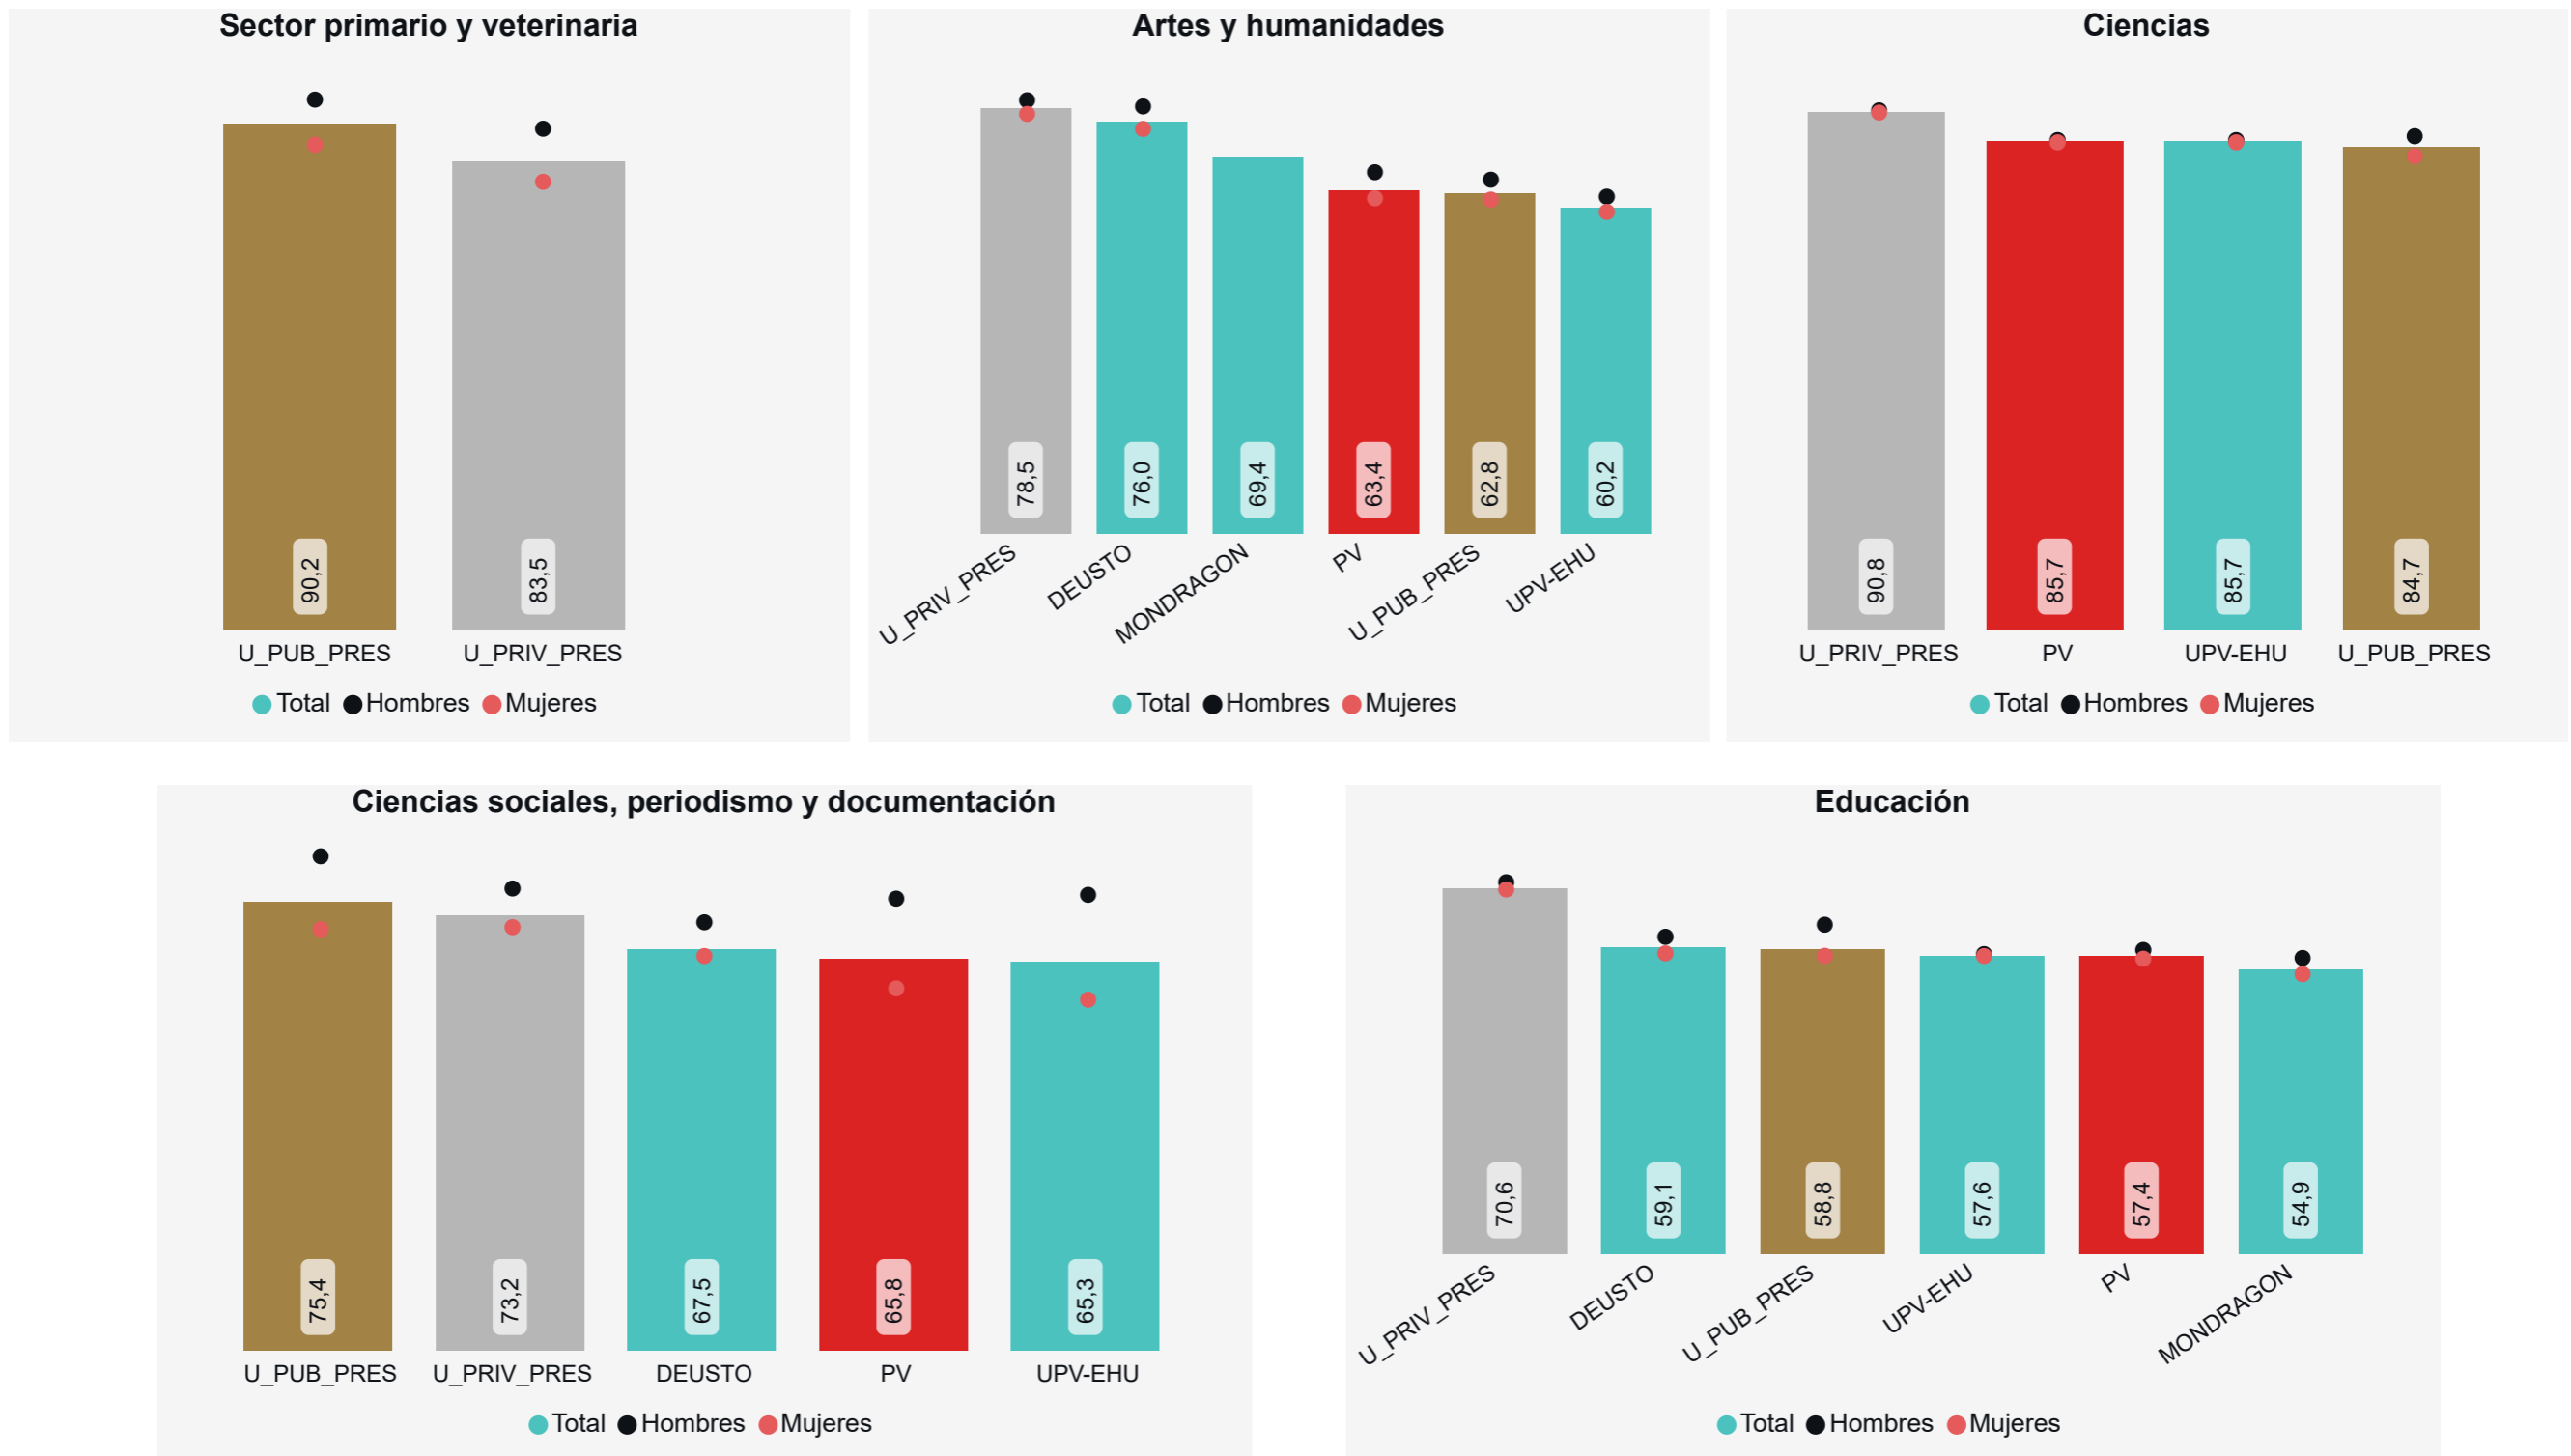 Sector primario y veterinaria
90,2
83,5
U_PUB_PRES
U_PRIV_PRES
Total Hombres Mujeres
Artes y humanidades
78,5
76,0
69,4
63,4
62,8
60,2
U_PRIV_PRES
DEUSTO
MONDRAGON
PV
U_PUB_PRES
UPV-EHU
Total Hombres Mujeres
Ciencias
90,8
85,7
85,7
84,7
U_PRIV_PRES
PV
UPV-EHU
U_PUB_PRES
Total Hombres Mujeres
Ciencias sociales, periodismo y documentación
75,4
73,2
67,5
65,8
65,3
U_PUB_PRES
U_PRIV_PRES
DEUSTO
PV
UPV-EHU
Total Hombres Mujeres
Educación
70,6
59,1
58,8
57,6
57,4
54,9
U_PRIV_PRES
DEUSTO
U_PUB_PRES
UPV-EHU
PV
MONDRAGON
Total Hombres Mujeres